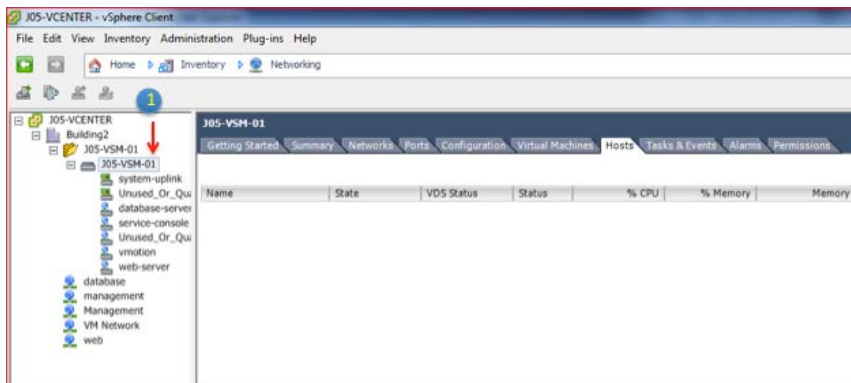 J05-VCENTER - vSphere Client
File Edit View Inventory Administration Plug-ins Help
Home Inventory Networking
1
J05-VCENTER
Building2
J05-VSM-01
J05-VSM-01
system-uplink
Unused_Or_Qua
database-server
service-console
Unused_Or_Qua
vmotion
web-server
database
management
Management
VM Network
web
J05-VSM-01
Getting Started Summary Networks Ports Configuration Virtual Machines Hosts Tasks & Events Alarms Permissions
Name State VDS Status Status % CPU % Memory Memory